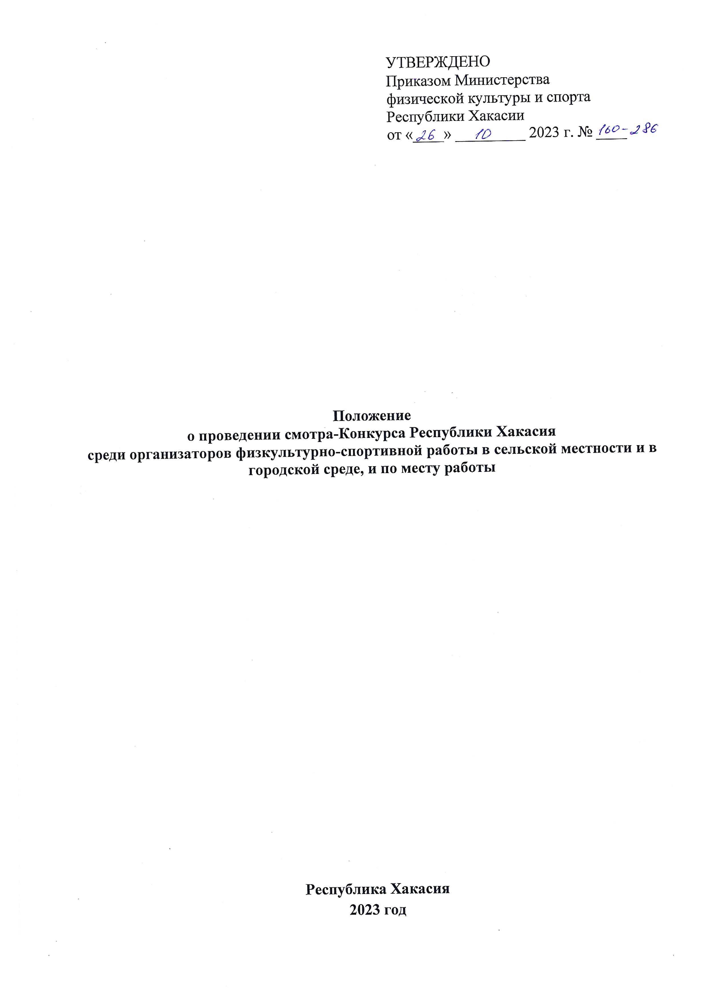 УТВЕРЖДЕНО
Приказом Министерства
физической культуры и спорта
Республики Хакасии
от «26» 10 2023 г. № 160-286
Положение
о проведении смотра-Конкурса Республики Хакасия
среди организаторов физкультурно-спортивной работы в сельской местности и в
городской среде, и по месту работы
Республика Хакасия
2023 год